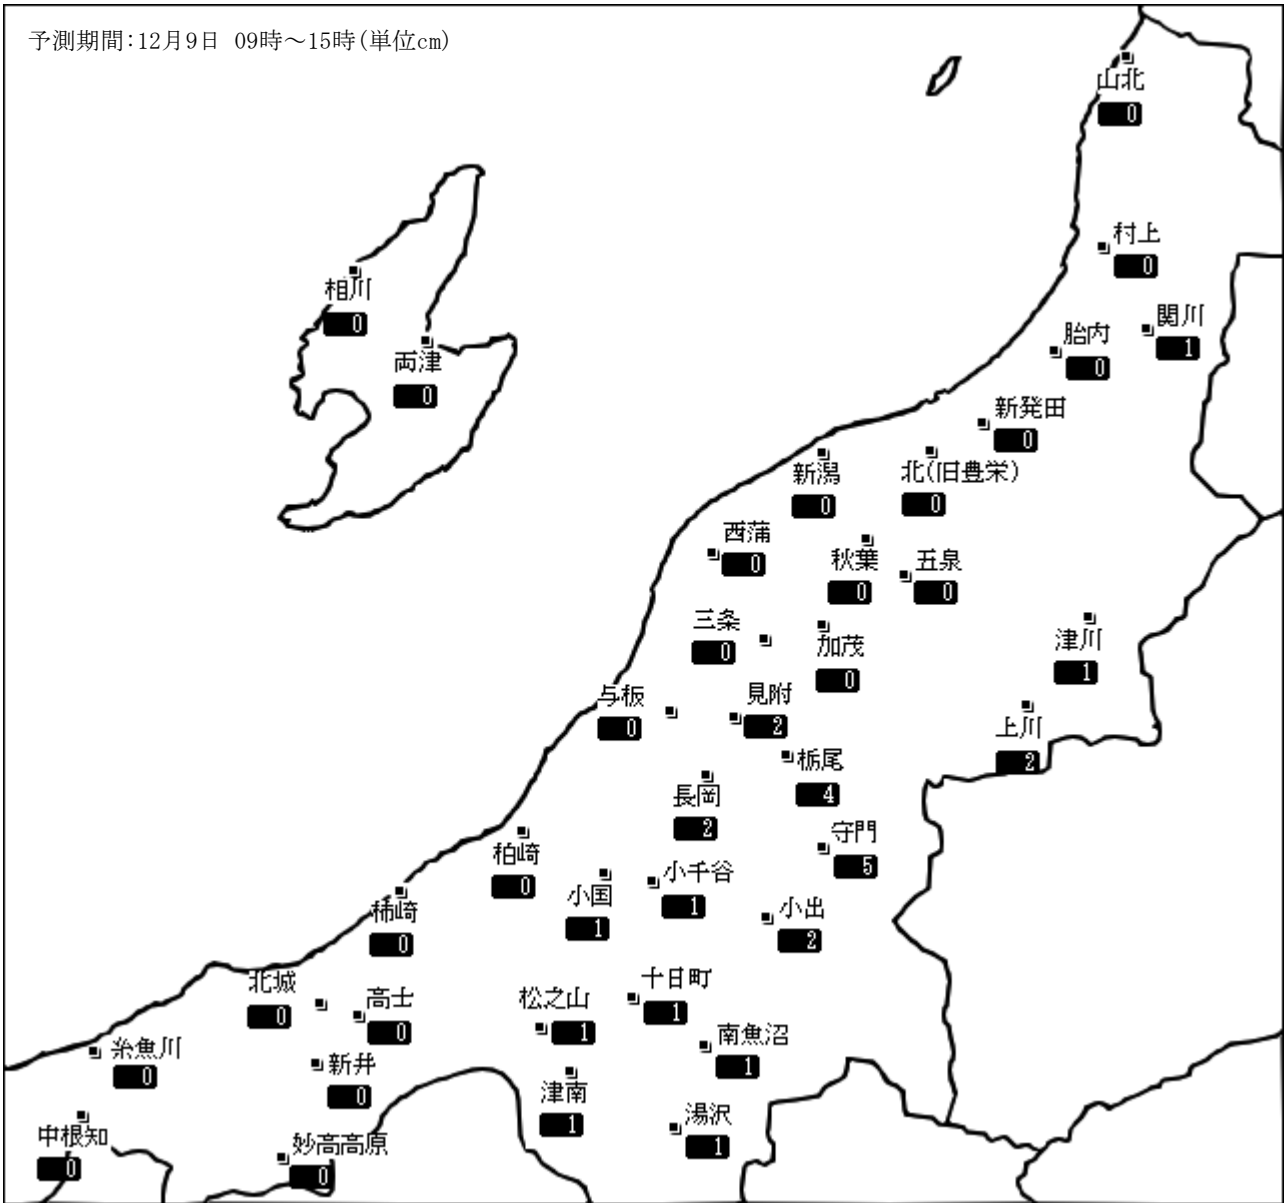 予測期間:12月9日 09時～15時(単位cm)
山北
0
村上
0
相川
0
関川
1
胎内
0
両津
0
新発田
0
新潟
0
北(旧豊栄)
0
西蒲
0
秋葉
0
五泉
0
三条
0
加茂
0
津川
1
与板
0
見附
2
上川
2
栃尾
4
長岡
2
守門
5
柏崎
0
小国
1
小千谷
1
小出
2
柿崎
0
北城
0
高士
0
松之山
1
十日町
1
南魚沼
1
糸魚川
0
新井
0
津南
1
湯沢
1
中根知
0
妙高高原
0